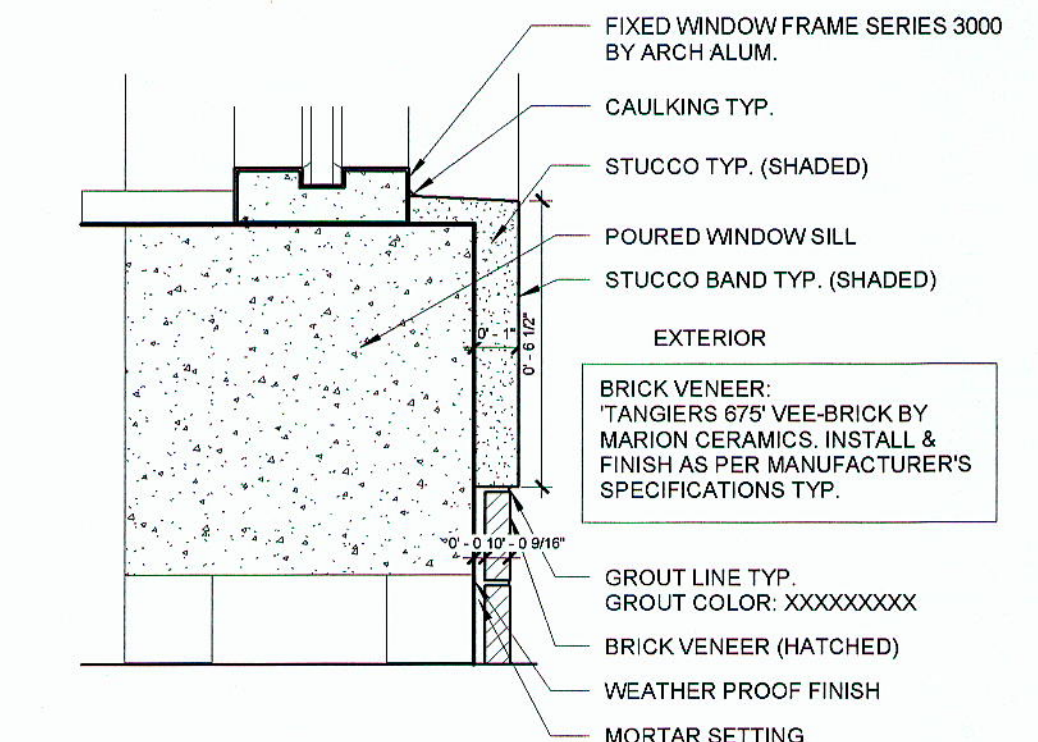 FIXED WINDOW FRAME SERIES 3000
BY ARCH ALUM.
CAULKING TYP.
STUCCO TYP. (SHADED)
POURED WINDOW SILL
STUCCO BAND TYP. (SHADED)
0' - 1"
0' - 6 1/2"
EXTERIOR
BRICK VENEER:
'TANGIERS 675' VEE-BRICK BY
MARION CERAMICS. INSTALL &
FINISH AS PER MANUFACTURER'S
SPECIFICATIONS TYP.
0' - 0 9/16"
GROUT LINE TYP.
GROUT COLOR: XXXXXXXXX
BRICK VENEER (HATCHED)
WEATHER PROOF FINISH
MORTAR SETTING